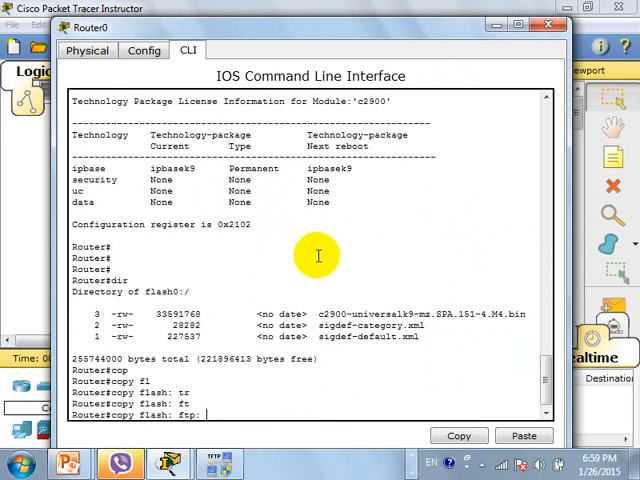 Cisco Packet Tracer Instructor
File
Router0
Physical Config CLI
Logic
IOS Command Line Interface
Technology Package License Information for Module:'c2900'
----------------------------------------------------------------
Technology Technology-package Technology-package
Current Type Next reboot
----------------------------------------------------------------
ipbase ipbasek9 Permanent ipbasek9
security None None None
uc None None None
data None None None
Configuration register is 0x2102
Router#
Router#
Router#
Router#dir
Directory of flash0:/
3 -rw- 33591768 <no date> c2900-universalk9-mz.SPA.151-4.M4.bin
2 -rw- 28282 <no date> sigdef-category.xml
1 -rw- 227537 <no date> sigdef-default.xml
255744000 bytes total (221896413 bytes free)
Router#cop
Router#copy fl
Router#copy flash: tr
Router#copy flash: ft
Router#copy flash: ftp:
Copy Paste
Viewport
Time: 00
Realtime
Destination
TFTP
EN
6:59 PM
1/26/2015